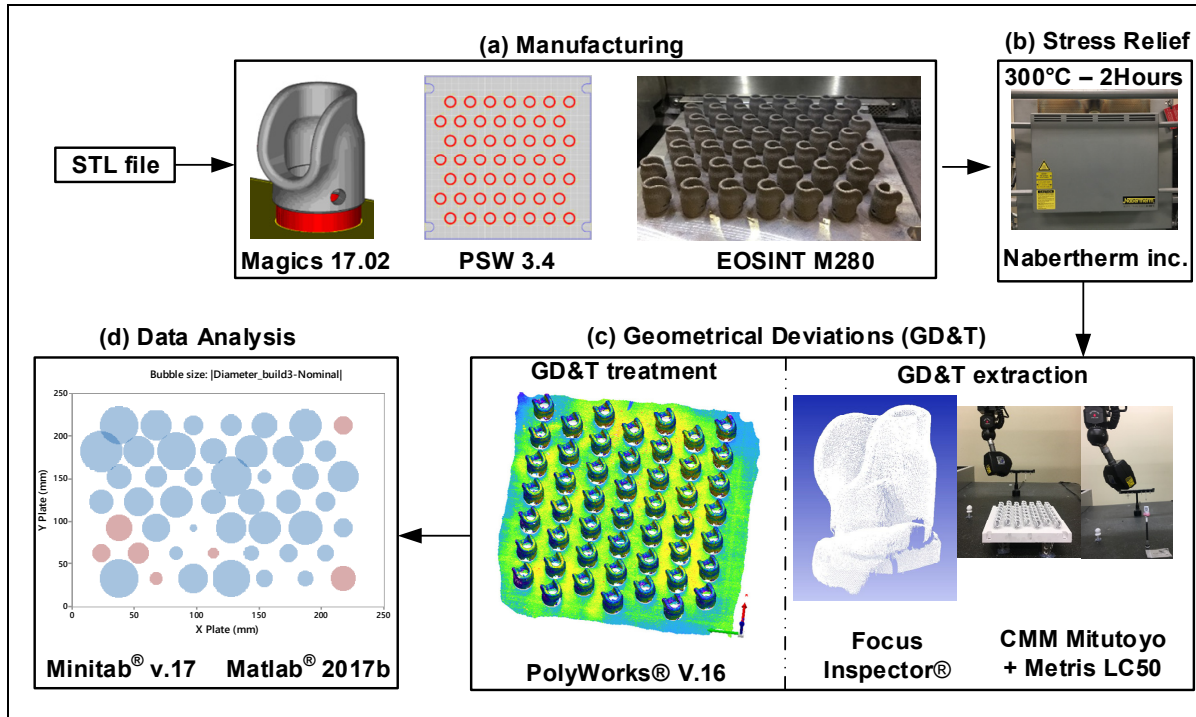 (a) Manufacturing
(b) Stress Relief
STL file
Magics 17.02
PSW 3.4
EOSINT M280
300°C – 2Hours
Nabertherm
Nabertherm inc.
(d) Data Analysis
(c) Geometrical Deviations (GD&T)
Bubble size: |Diameter_build3-Nominal|
250
200
150
100
50
0
Y Plate (mm)
0
50
100
150
200
250
X Plate (mm)
Minitab® v.17
Matlab® 2017b
GD&T treatment
PolyWorks® V.16
GD&T extraction
Focus
Inspector®
CMM Mitutoyo
+ Metris LC50